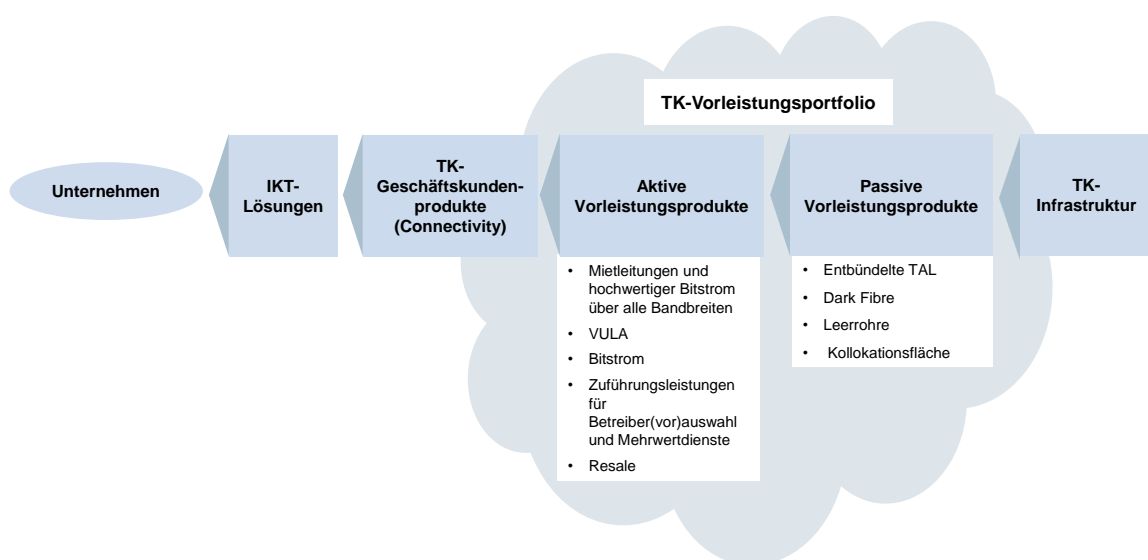 TK-Vorleistungsportfolio
Unternehmen
IKT-
Lösungen
TK-
Geschäftskunden-
produkte
(Connectivity)
Aktive
Vorleistungsprodukte
• Mietleitungen und
hochwertiger Bitstrom
über alle Bandbreiten
• VULA
• Bitstrom
• Zuführungsleistungen
für
Betreiber(vor)auswahl
und Mehrwertdienste
• Resale
Passive
Vorleistungsprodukte
• Entbündelte TAL
• Dark Fibre
• Leerrohre
• Kollokationsfläche
TK-
Infrastruktur